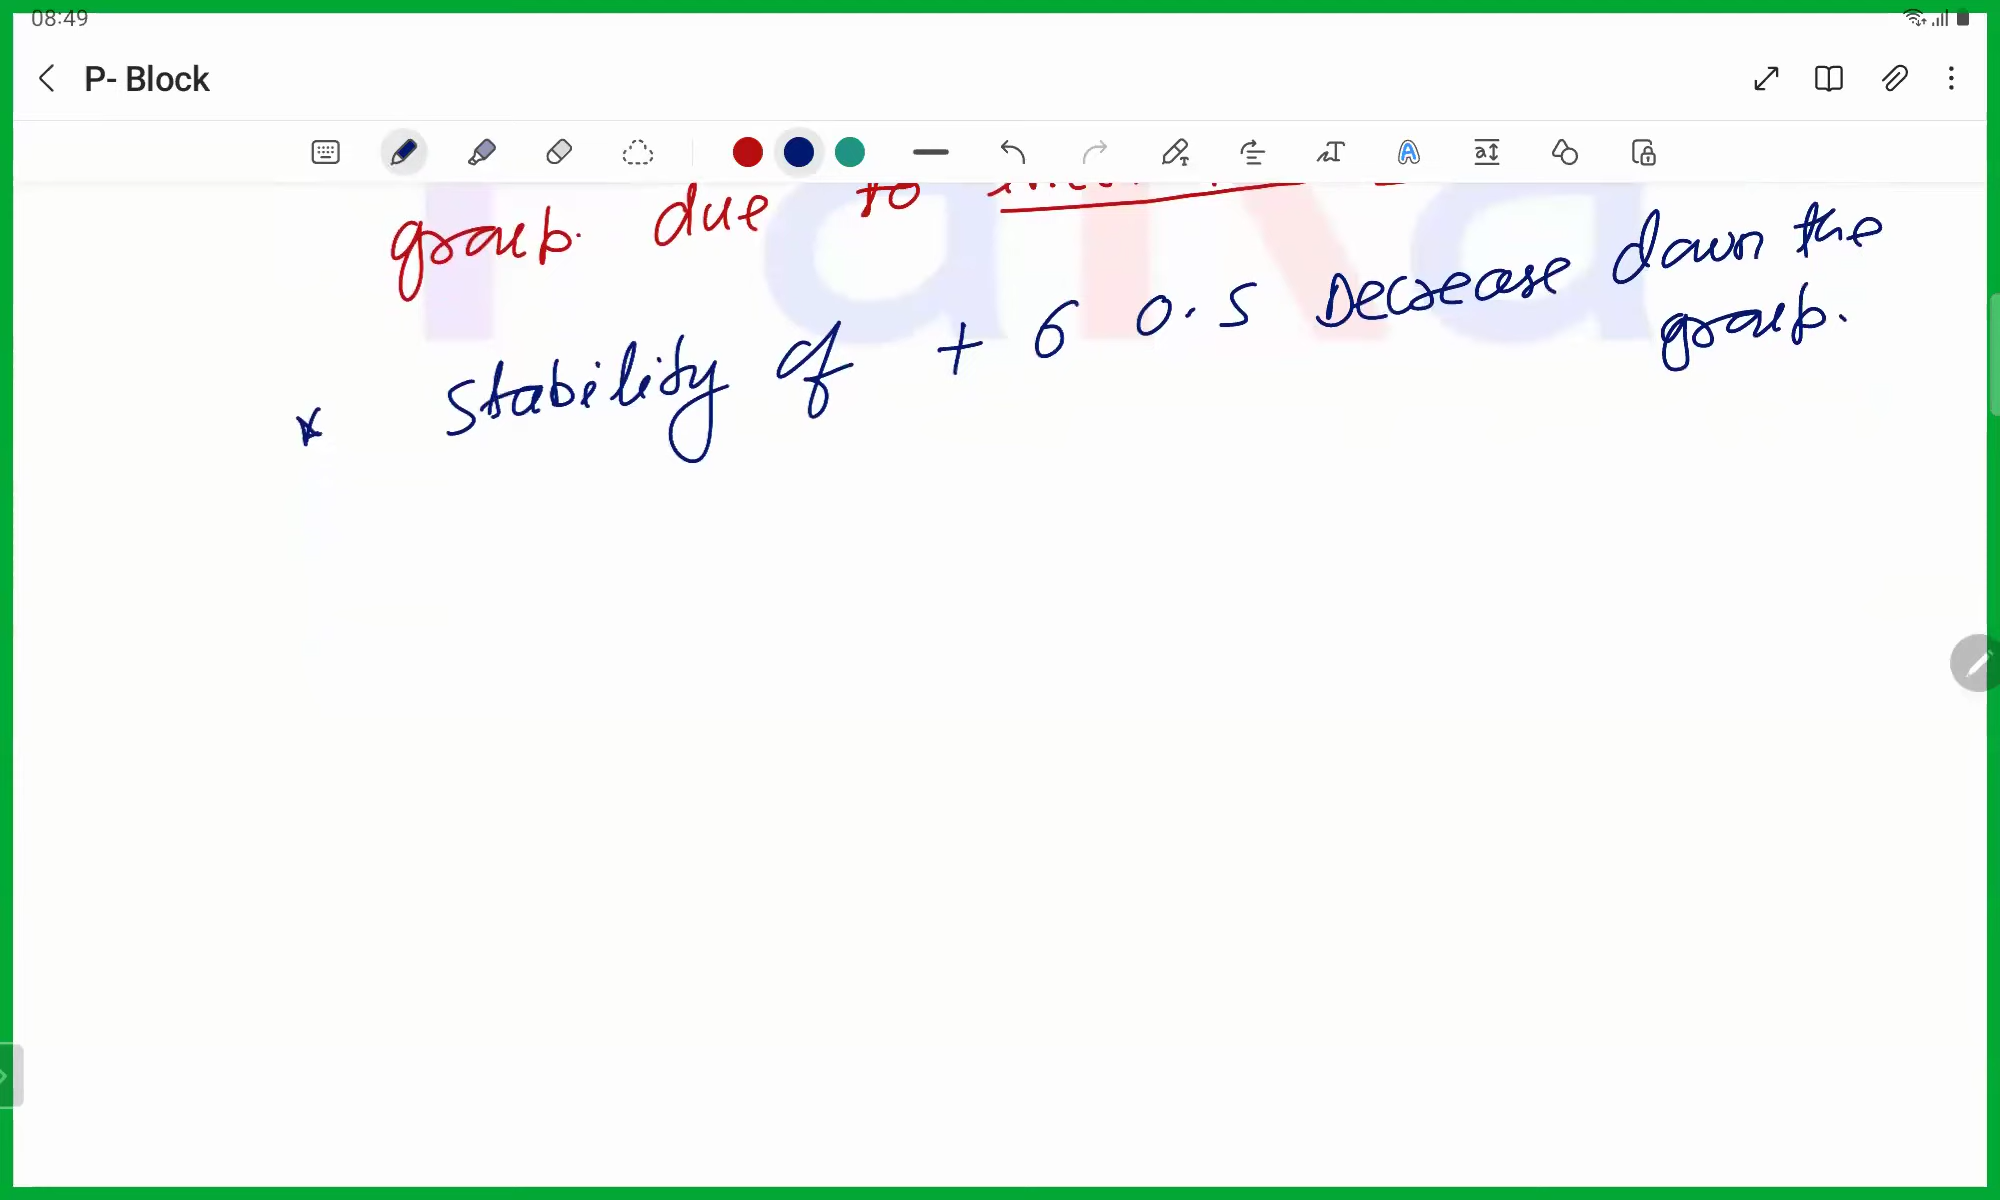 08:49
P- Block
group. due to
* Stability of + 6 O.S Decrease down the
group.